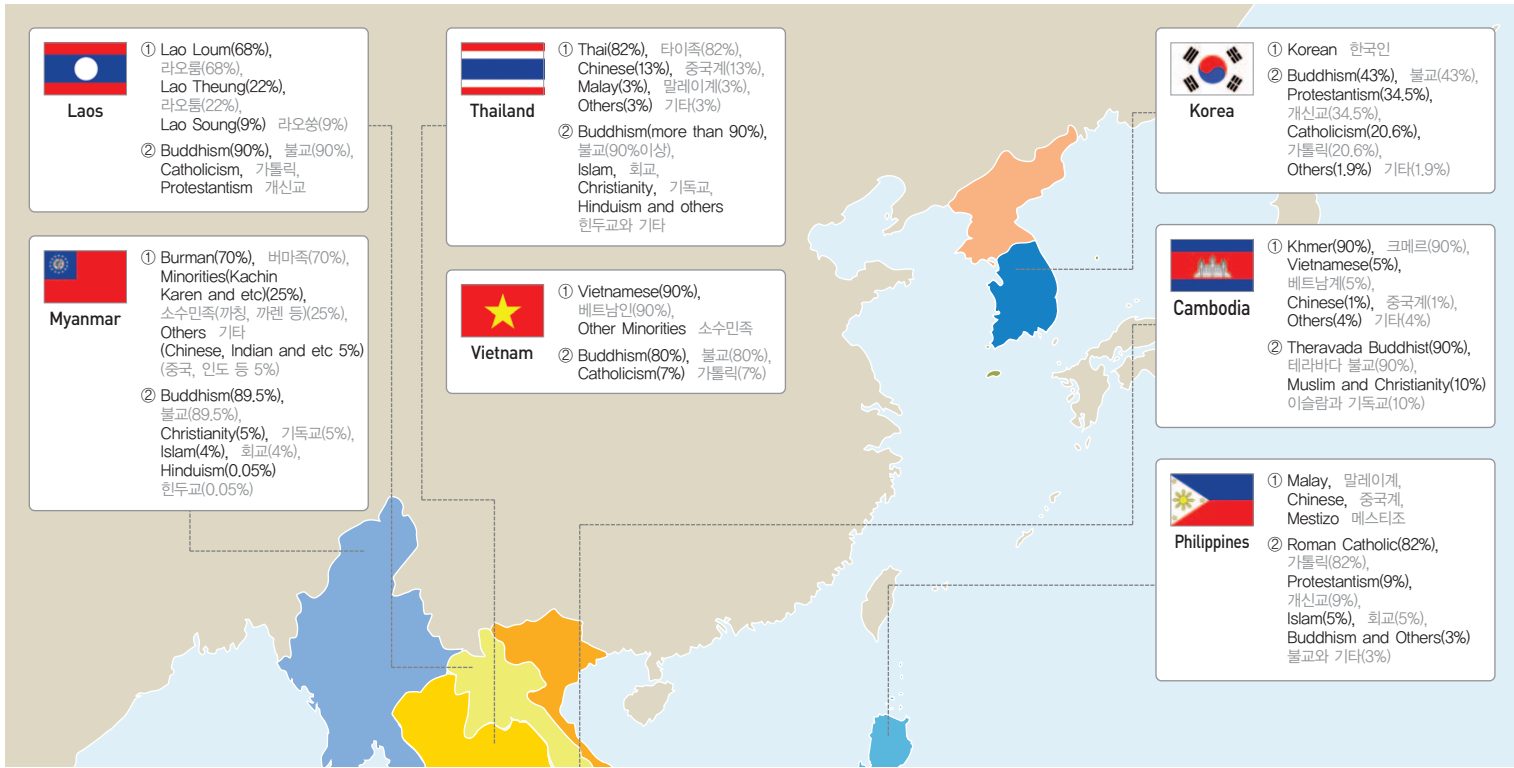 Laos
① Lao Loum(68%),
라오룸(68%),
Lao Theung(22%),
라오퉁(22%),
Lao Soung(9%) 라오쑹(9%)
② Buddhism(90%), 불교(90%),
Catholicism, 가톨릭,
Protestantism 개신교
Myanmar
① Burman(70%), 버마족(70%),
Minorities(Kachin
Karen and etc)(25%),
소수민족(까칭, 까렌 등)(25%),
Others 기타
(Chinese, Indian and etc 5%)
(중국, 인도 등 5%)
② Buddhism(89.5%),
불교(89.5%),
Christianity(5%), 기독교(5%),
Islam(4%), 회교(4%),
Hinduism(0.05%)
힌두교(0.05%)
Thailand
① Thai(82%), 타이족(82%),
Chinese(13%), 중국계(13%),
Malay(3%), 말레이계(3%),
Others(3%) 기타(3%)
② Buddhism(more than 90%),
불교(90%이상),
Islam, 회교,
Christianity, 기독교,
Hinduism and others
힌두교와 기타
Vietnam
① Vietnamese(90%),
베트남인(90%),
Other Minorities 소수민족
② Buddhism(80%), 불교(80%),
Catholicism(7%) 가톨릭(7%)
Korea
① Korean 한국인
② Buddhism(43%), 불교(43%),
Protestantism(34.5%),
개신교(34.5%),
Catholicism(20.6%),
가톨릭(20.6%),
Others(1.9%) 기타(1.9%)
Cambodia
① Khmer(90%), 크메르(90%),
Vietnamese(5%),
베트남계(5%),
Chinese(1%), 중국계(1%),
Others(4%) 기타(4%)
② Theravada Buddhist(90%),
테라바다 불교(90%),
Muslim and Christianity(10%)
이슬람과 기독교(10%)
Philippines
① Malay, 말레이계,
Chinese, 중국계,
Mestizo 메스티조
② Roman Catholic(82%),
가톨릭(82%),
Protestantism(9%),
개신교(9%),
Islam(5%), 회교(5%),
Buddhism and Others(3%)
불교와 기타(3%)